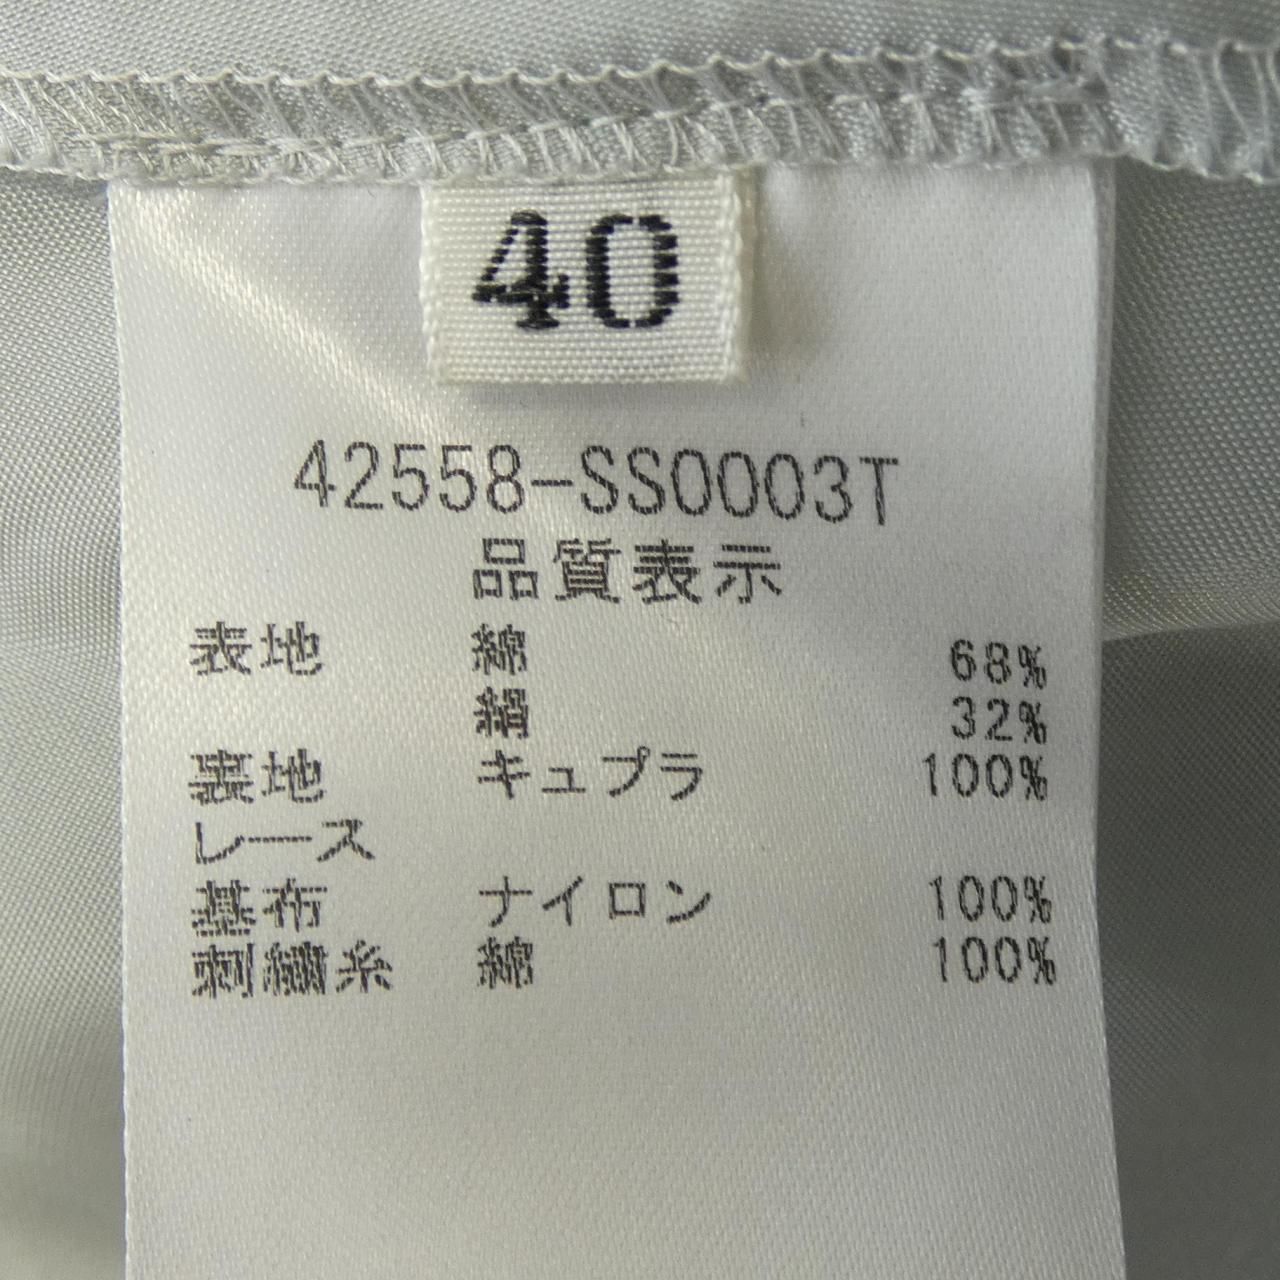 40
42558-SS0003T
品質表示
表地 綿 68%
絹 32%
裏地 キュプラ 100%
レース
基布 ナイロン 100%
刺繍糸 綿 100%